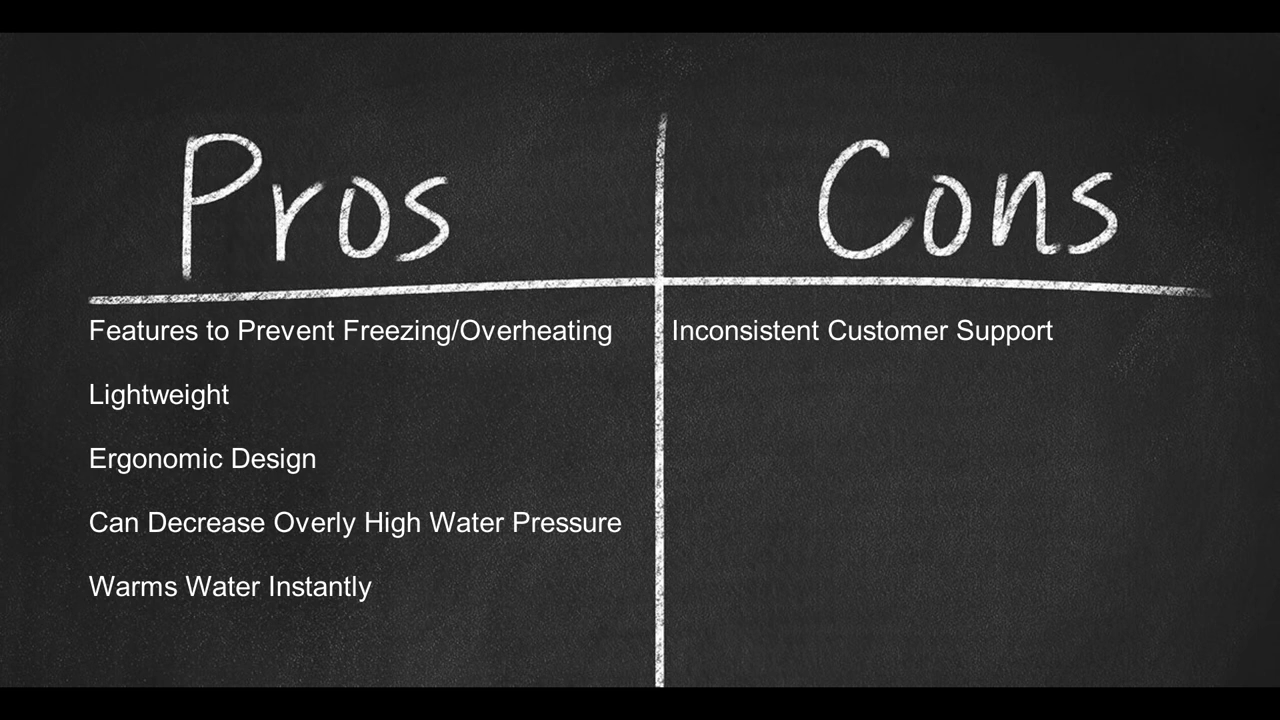 Pros
Cons
Features to Prevent Freezing/Overheating
Inconsistent Customer Support
Lightweight
Ergonomic Design
Can Decrease Overly High Water Pressure
Warms Water Instantly